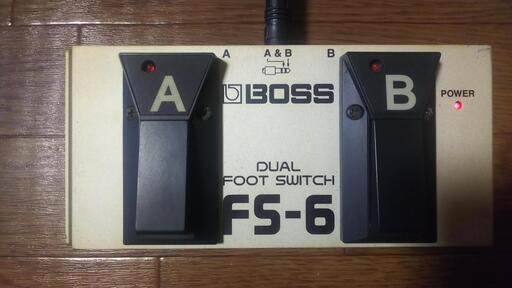 A A & B B
A
B
BOSS
POWER
DUAL
FOOT SWITCH
FS-6